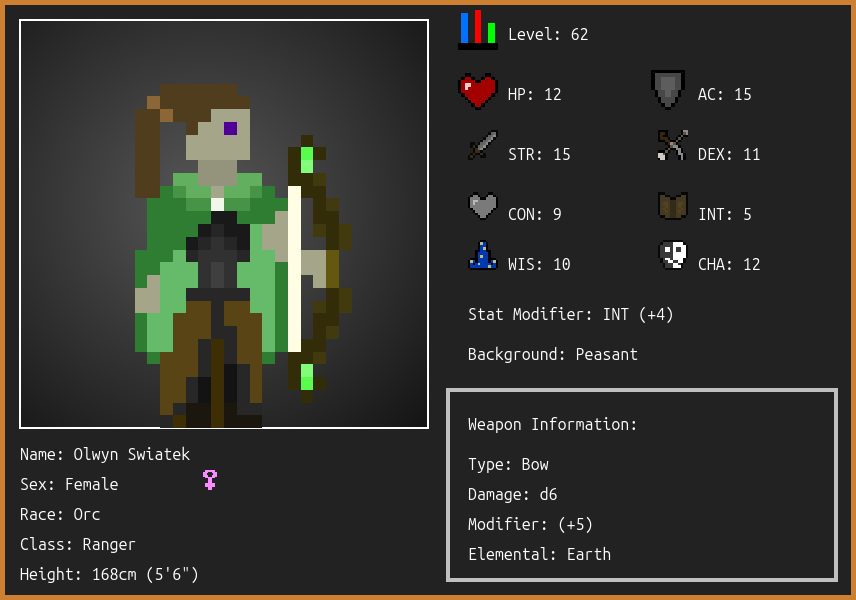 Level: 62
HP: 12 AC: 15
STR: 15 DEX: 11
CON: 9 INT: 5
WIS: 10 CHA: 12
Stat Modifier: INT (+4)
Background: Peasant
Name: Olwyn Swiatek
Sex: Female
Race: Orc
Class: Ranger
Height: 168cm (5'6")
Weapon Information:
Type: Bow
Damage: d6
Modifier: (+5)
Elemental: Earth